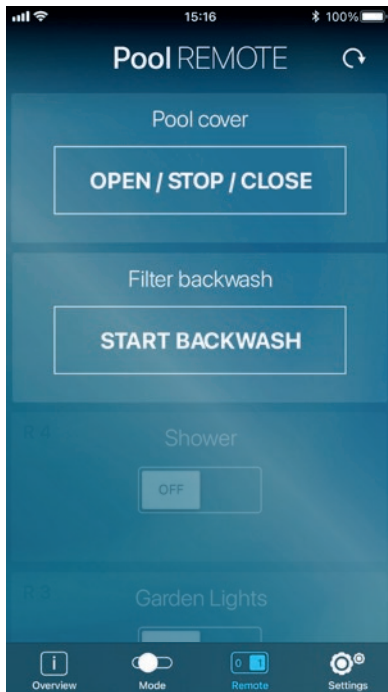 15:16
100%
Pool REMOTE
Pool cover
OPEN / STOP / CLOSE
Filter backwash
START BACKWASH
R 4
Shower
OFF
R 3
Garden Lights
i
0 1
Overview Mode Remote Settings